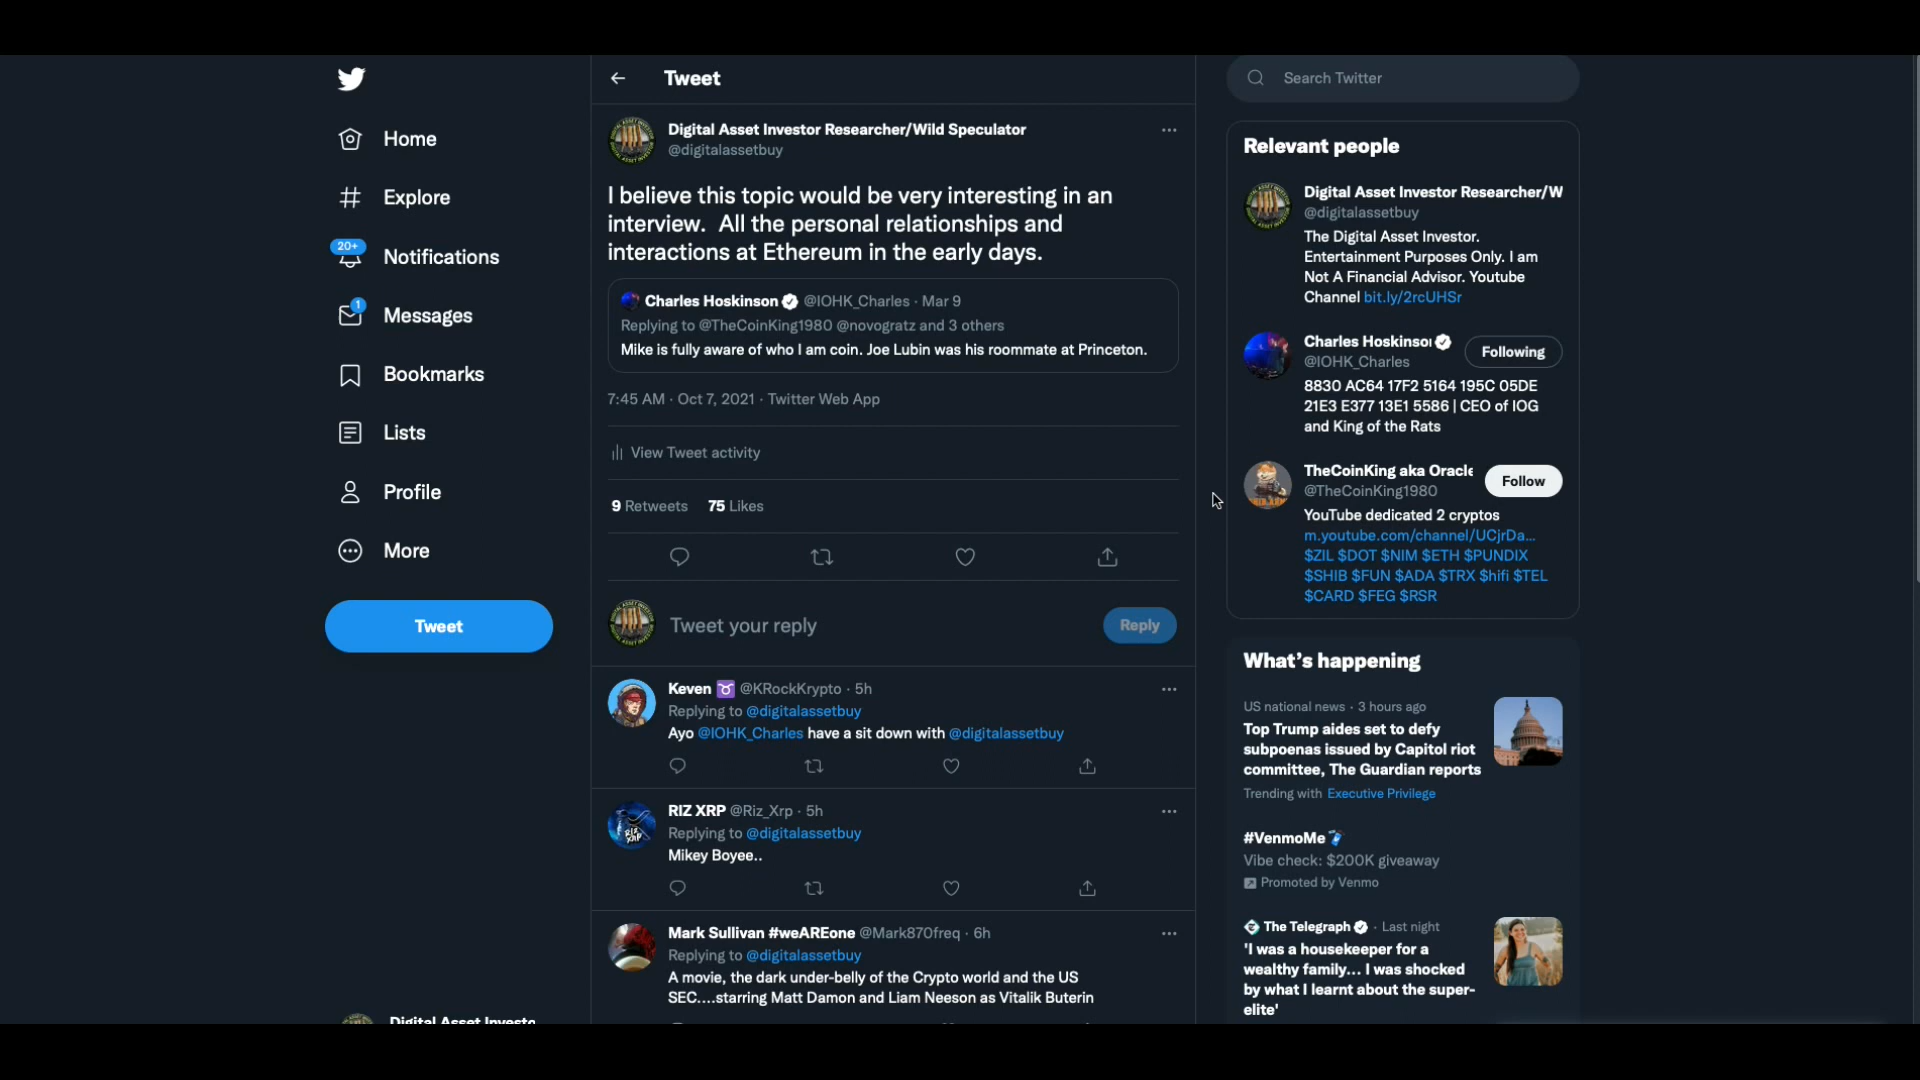 Home
Explore
20+
Notifications
1
Messages
Bookmarks
Lists
Profile
More
Tweet
Tweet
Digital Asset Investor Researcher/Wild Speculator
@digitalassetbuy
I believe this topic would be very interesting in an
interview. All the personal relationships and
interactions at Ethereum in the early days.
Charles Hoskinson @IOHK_Charles · Mar 9
Replying to @TheCoinKing1980 @novogratz and 3 others
Mike is fully aware of who I am coin. Joe Lubin was his roommate at Princeton.
7:45 AM · Oct 7, 2021 · Twitter Web App
View Tweet activity
9 Retweets 75 Likes
Tweet your reply
Reply
Keven @KRockKrypto · 5h
Replying to @digitalassetbuy
Ayo @IOHK_Charles have a sit down with @digitalassetbuy
RIZ XRP @Riz_Xrp · 5h
Replying to @digitalassetbuy
Mikey Boyee..
Mark Sullivan #weAREone @Mark870freq · 6h
Replying to @digitalassetbuy
A movie, the dark under-belly of the Crypto world and the US
SEC....starring Matt Damon and Liam Neeson as Vitalik Buterin
Search Twitter
Relevant people
Digital Asset Investor Researcher/W
@digitalassetbuy
The Digital Asset Investor.
Entertainment Purposes Only. I am
Not A Financial Advisor. Youtube
Channel bit.ly/2rcUHSr
Charles Hoskinson
@IOHK_Charles
Following
8830 AC64 17F2 5164 195C 05DE
21E3 E377 13E1 5586 | CEO of IOG
and King of the Rats
TheCoinKing aka Oracle
@TheCoinKing1980
Follow
YouTube dedicated 2 cryptos
m.youtube.com/channel/UCjrDa...
$ZIL $DOT $NIM $ETH $PUNDIX
$SHIB $FUN $ADA $TRX $hifi $TEL
$CARD $FEG $RSR
What's happening
US national news · 3 hours ago
Top Trump aides set to defy
subpoenas issued by Capitol riot
committee, The Guardian reports
Trending with Executive Privilege
#VenmoMe
Vibe check: $200K giveaway
Promoted by Venmo
The Telegraph · Last night
'I was a housekeeper for a
wealthy family... I was shocked
by what I learnt about the super-
elite'
Digital Asset Investo